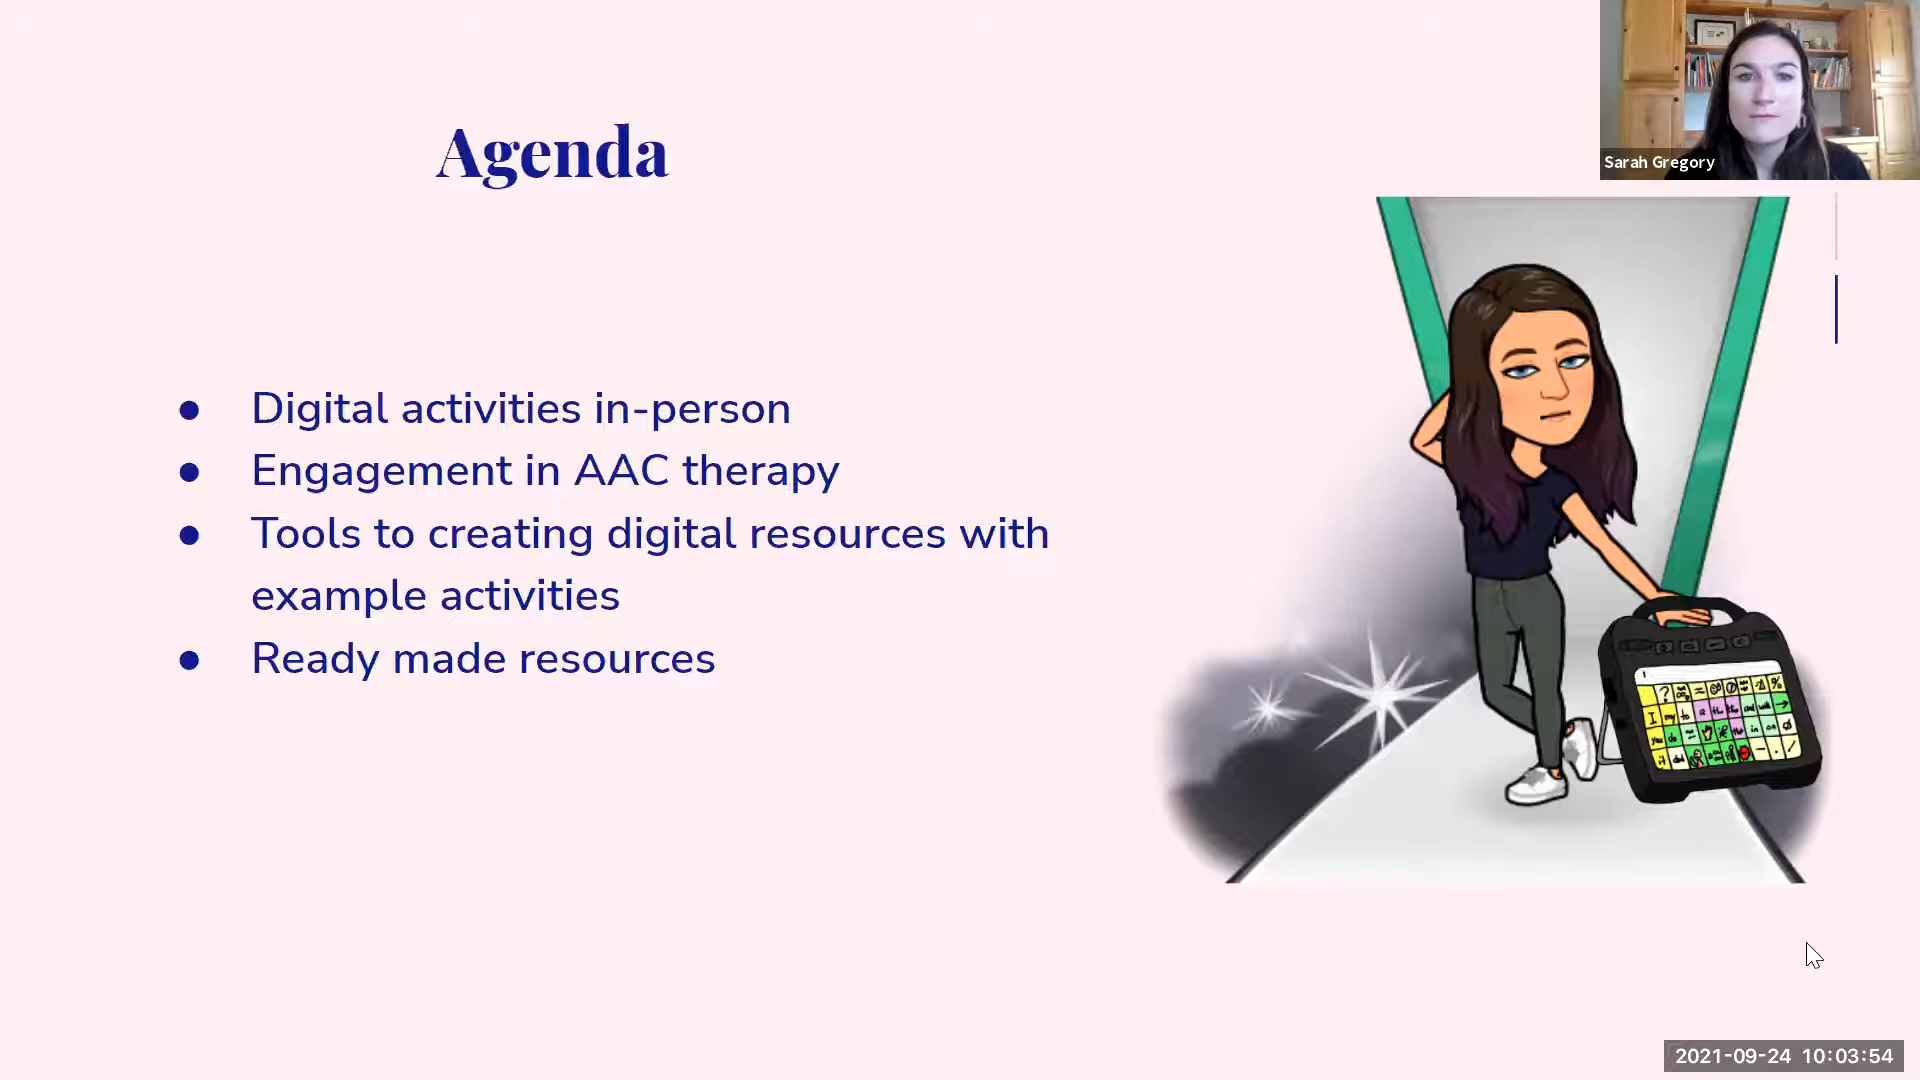 Sarah Gregory
Agenda
● Digital activities in-person
● Engagement in AAC therapy
● Tools to creating digital resources with
example activities
● Ready made resources
2021-09-24 10:03:54